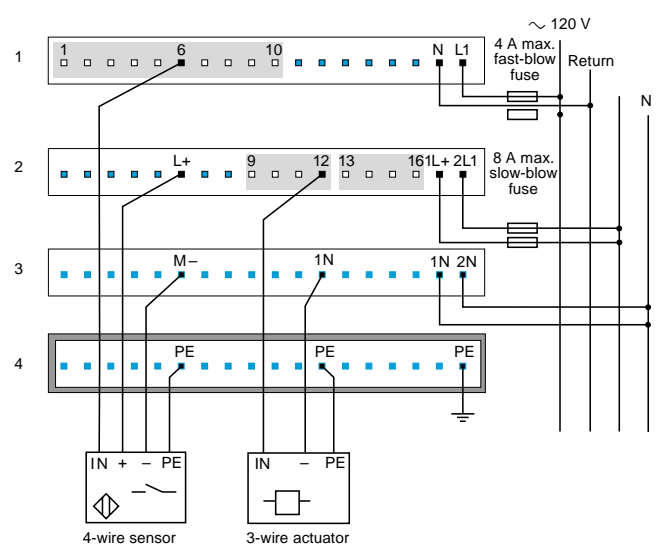 ∼ 120 V
1
1 6 10 N L1
4 A max.
fast-blow
fuse
Return
N
2
L+ 9 12 13 16 1L+ 2L1
8 A max.
slow-blow
fuse
3
M– 1N 1N 2N
4
PE PE PE
IN + – PE
IN – PE
4-wire sensor
3-wire actuator